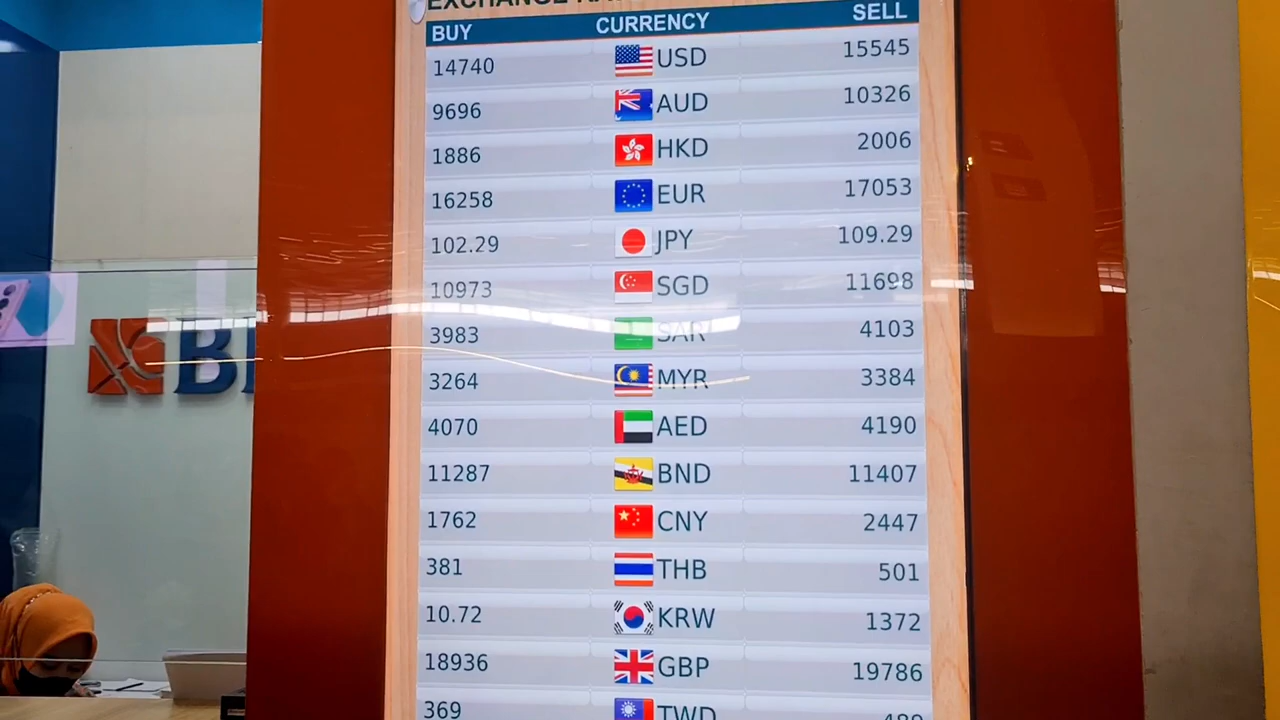 BUY CURRENCY SELL
14740 USD 15545
9696 AUD 10326
1886 HKD 2006
16258 EUR 17053
102.29 JPY 109.29
10973 SGD 11698
3983 SAR 4103
3264 MYR 3384
4070 AED 4190
11287 BND 11407
1762 CNY 2447
381 THB 501
10.72 KRW 1372
18936 GBP 19786
369 TWD